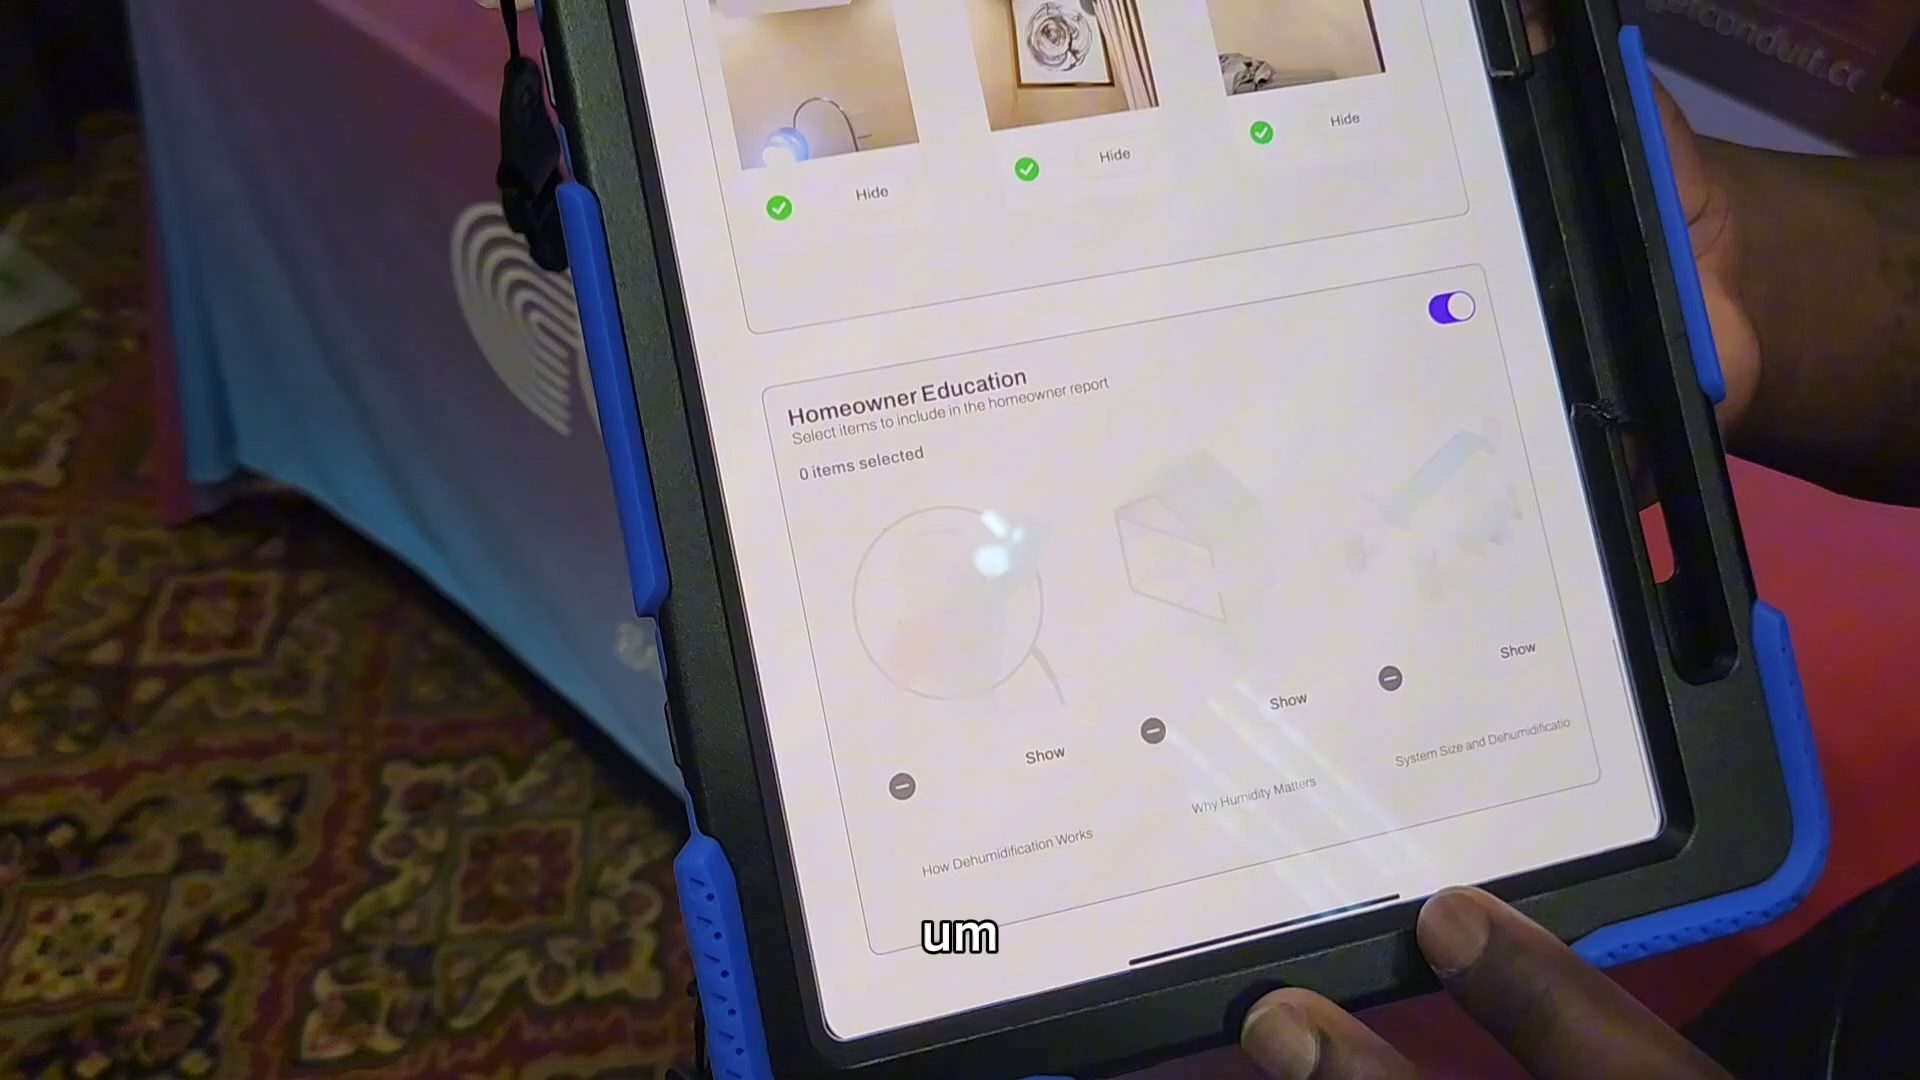 getconduit.c
Hide
Hide
Hide
Homeowner Education
Select items to include in the homeowner report
0 items selected
Show
Show
Show
How Dehumidification Works
Why Humidity Matters
System Size and Dehumidificatio
um